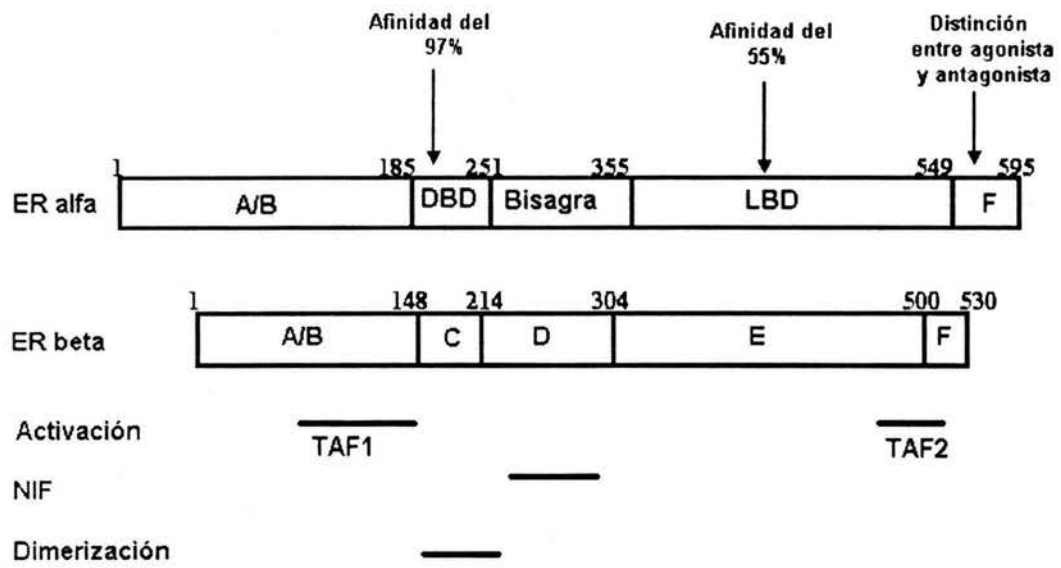 Afinidad del
97%
Afinidad del
55%
Distinción
entre agonista
y antagonista
1 185 251 355 549 595
ER alfa A/B DBD Bisagra LBD F
1 148 214 304 500 530
ER beta A/B C D E F
Activación TAF1 TAF2
NIF
Dimerización